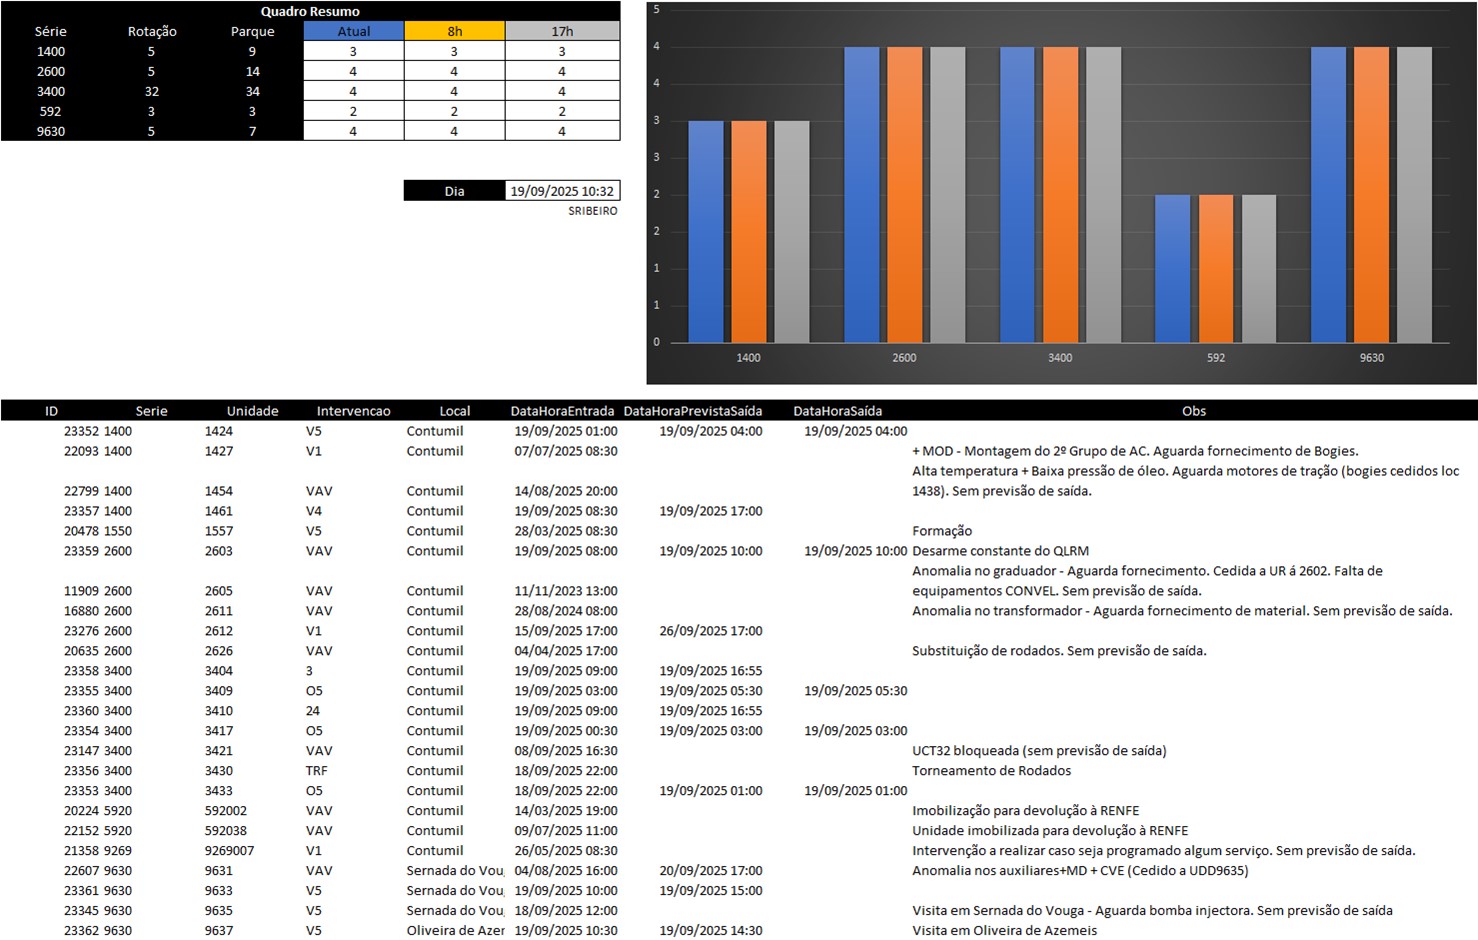 Quadro Resumo
Série Rotação Parque Atual 8h 17h
1400 5 9 3 3 3
2600 5 14 4 4 4
3400 32 34 4 4 4
592 3 3 2 2 2
9630 5 7 4 4 4
Dia 19/09/2025 10:32
SRIBEIRO
5
4
4
3
3
2
2
1
1
0
1400 2600 3400 592 9630
ID Serie Unidade Intervencao Local DataHoraEntrada DataHoraPrevistaSaída DataHoraSaída Obs
23352 1400 1424 V5 Contumil 19/09/2025 01:00 19/09/2025 04:00 19/09/2025 04:00
22093 1400 1427 V1 Contumil 07/07/2025 08:30 + MOD - Montagem do 2º Grupo de AC. Aguarda fornecimento de Bogies.
Alta temperatura + Baixa pressão de óleo. Aguarda motores de tração (bogies cedidos loc
22799 1400 1454 VAV Contumil 14/08/2025 20:00 1438). Sem previsão de saída.
23357 1400 1461 V4 Contumil 19/09/2025 08:30 19/09/2025 17:00
20478 1550 1557 V5 Contumil 28/03/2025 08:30 Formação
23359 2600 2603 VAV Contumil 19/09/2025 08:00 19/09/2025 10:00 19/09/2025 10:00 Desarme constante do QLRM
Anomalia no graduador - Aguarda fornecimento. Cedida a UR á 2602. Falta de
11909 2600 2605 VAV Contumil 11/11/2023 13:00 equipamentos CONVEL. Sem previsão de saída.
16880 2600 2611 VAV Contumil 28/08/2024 08:00 Anomalia no transformador - Aguarda fornecimento de material. Sem previsão de saída.
23276 2600 2612 V1 Contumil 15/09/2025 17:00 26/09/2025 17:00
20635 2600 2626 VAV Contumil 04/04/2025 17:00 Substituição de rodados. Sem previsão de saída.
23358 3400 3404 3 Contumil 19/09/2025 09:00 19/09/2025 16:55
23355 3400 3409 O5 Contumil 19/09/2025 03:00 19/09/2025 05:30 19/09/2025 05:30
23360 3400 3410 24 Contumil 19/09/2025 09:00 19/09/2025 16:55
23354 3400 3417 O5 Contumil 19/09/2025 00:30 19/09/2025 03:00 19/09/2025 03:00
23147 3400 3421 VAV Contumil 08/09/2025 16:30 UCT32 bloqueada (sem previsão de saída)
23356 3400 3430 TRF Contumil 18/09/2025 22:00 Torneamento de Rodados
23353 3400 3433 O5 Contumil 18/09/2025 22:00 19/09/2025 01:00 19/09/2025 01:00
20224 5920 592002 VAV Contumil 14/03/2025 19:00 Imobilização para devolução à RENFE
22152 5920 592038 VAV Contumil 09/07/2025 11:00 Unidade imobilizada para devolução à RENFE
21358 9269 9269007 V1 Contumil 26/05/2025 08:30 Intervenção a realizar caso seja programado algum serviço. Sem previsão de saída.
22607 9630 9631 VAV Sernada do Vou 04/08/2025 16:00 20/09/2025 17:00 Anomalia nos auxiliares+MD + CVE (Cedido a UDD9635)
23361 9630 9633 V5 Sernada do Vou 19/09/2025 10:00 19/09/2025 15:00
23345 9630 9635 V5 Sernada do Vou 18/09/2025 12:00 Visita em Sernada do Vouga - Aguarda bomba injectora. Sem previsão de saída
23362 9630 9637 V5 Oliveira de Azer 19/09/2025 10:30 19/09/2025 14:30 Visita em Oliveira de Azemeis